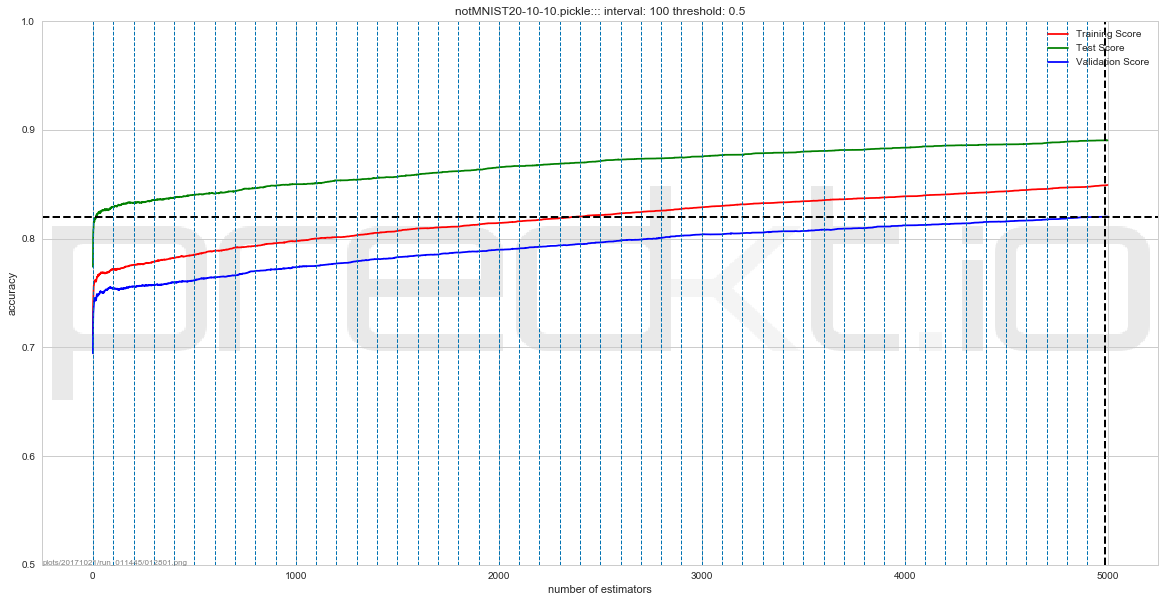 notMNIST20-10-10.pickle::: interval: 100 threshold: 0.5
Training Score
Test Score
Validation Score
1.0
0.9
0.8
0.7
0.6
0.5
accuracy
predkt.io
0
1000
2000
3000
4000
5000
number of estimators